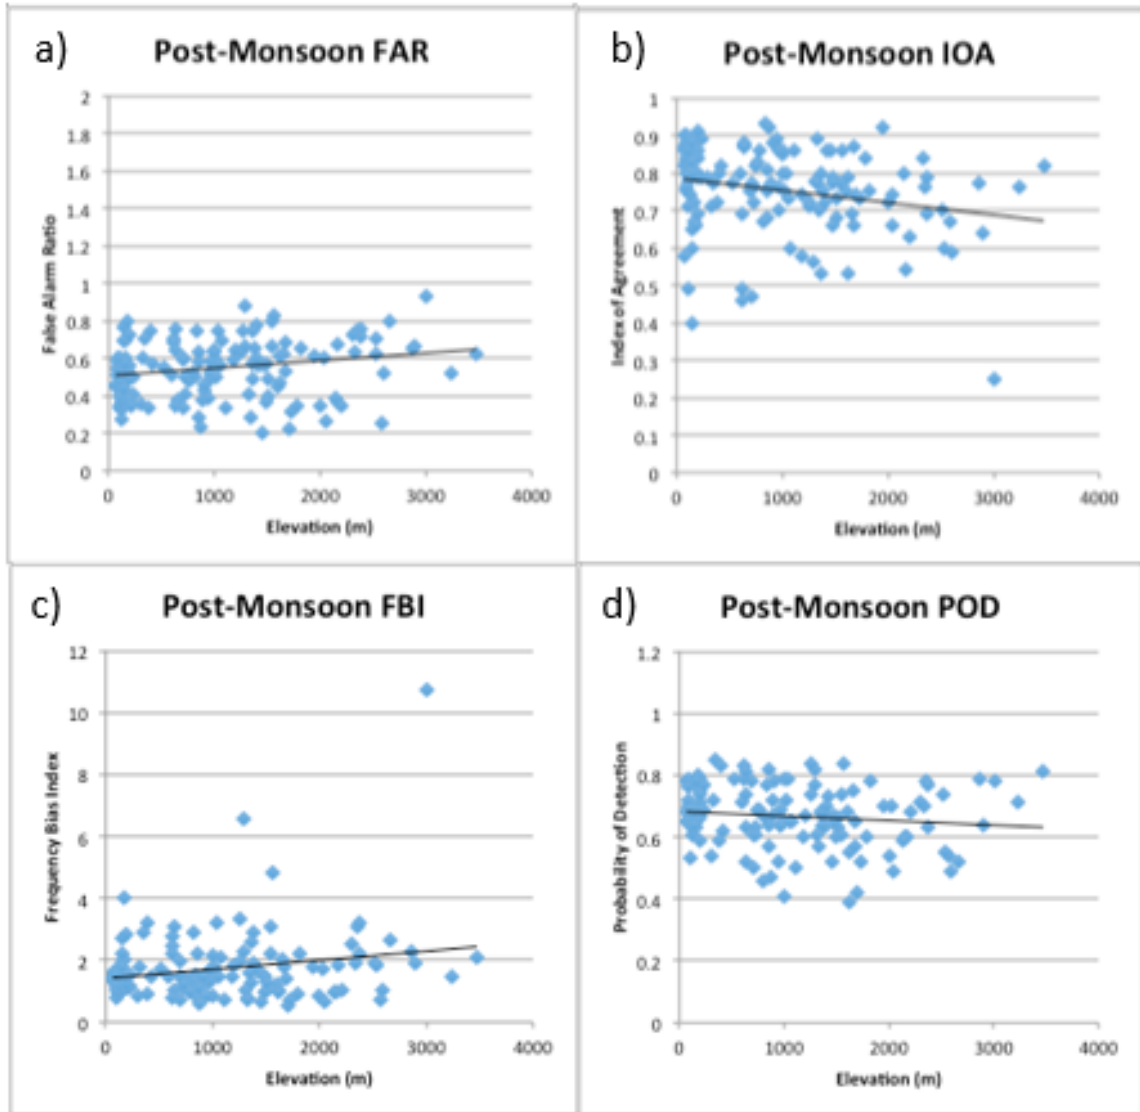 a)
Post-Monsoon FAR
2
1.8
1.6
1.4
1.2
1
0.8
0.6
0.4
0.2
0
False Alarm Ratio
0 1000 2000 3000 4000
Elevation (m)
b)
Post-Monsoon IOA
1
0.9
0.8
0.7
0.6
0.5
0.4
0.3
0.2
0.1
0
Index of Agreement
0 1000 2000 3000 4000
Elevation (m)
c)
Post-Monsoon FBI
12
10
8
6
4
2
0
Frequency Bias Index
0 1000 2000 3000 4000
Elevation (m)
d)
Post-Monsoon POD
1.2
1
0.8
0.6
0.4
0.2
0
Probability of Detection
0 1000 2000 3000 4000
Elevation (m)